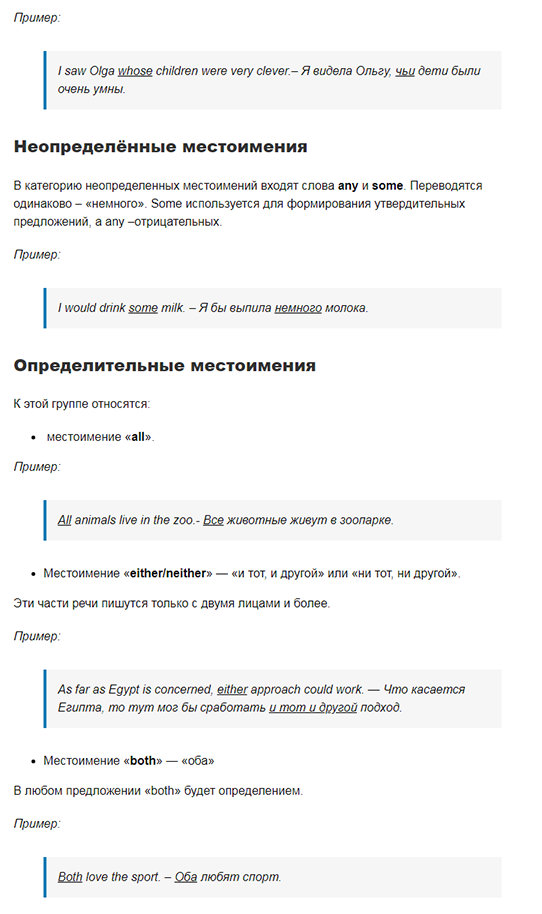 Пример:
I saw Olga whose children were very clever.– Я видела Ольгу, чьи дети были
очень умны.
Неопределённые местоимения
В категорию неопределенных местоимений входят слова any и some. Переводятся
одинаково – «немного». Some используется для формирования утвердительных
предложений, а any –отрицательных.
Пример:
I would drink some milk. – Я бы выпила немного молока.
Определительные местоимения
К этой группе относятся:
• местоимение «all».
Пример:
All animals live in the zoo.- Все животные живут в зоопарке.
• Местоимение «either/neither» — «и тот, и другой» или «ни тот, ни другой».
Эти части речи пишутся только с двумя лицами и более.
Пример:
As far as Egypt is concerned, either approach could work. — Что касается
Египта, то тут мог бы сработать и тот и другой подход.
• Местоимение «both» — «оба»
В любом предложении «both» будет определением.
Пример:
Both love the sport. – Оба любят спорт.